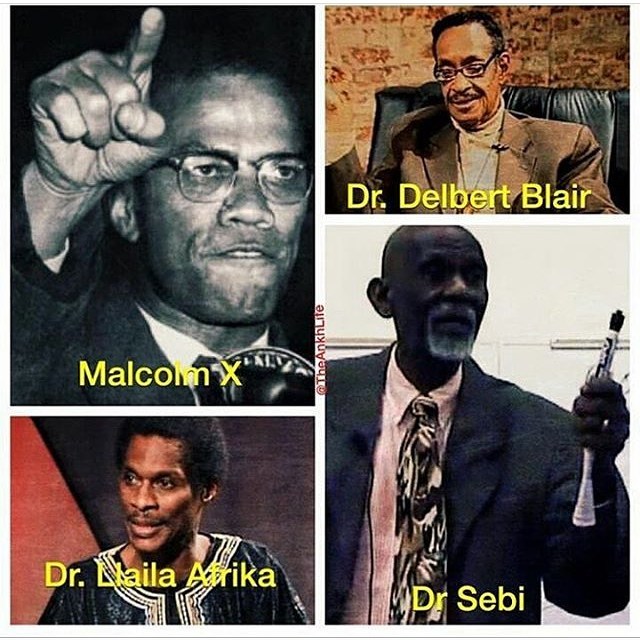 Malcolm X
Dr. Delbert Blair
@TheAnkhLife
Dr. Llaila Afrika
Dr Sebi